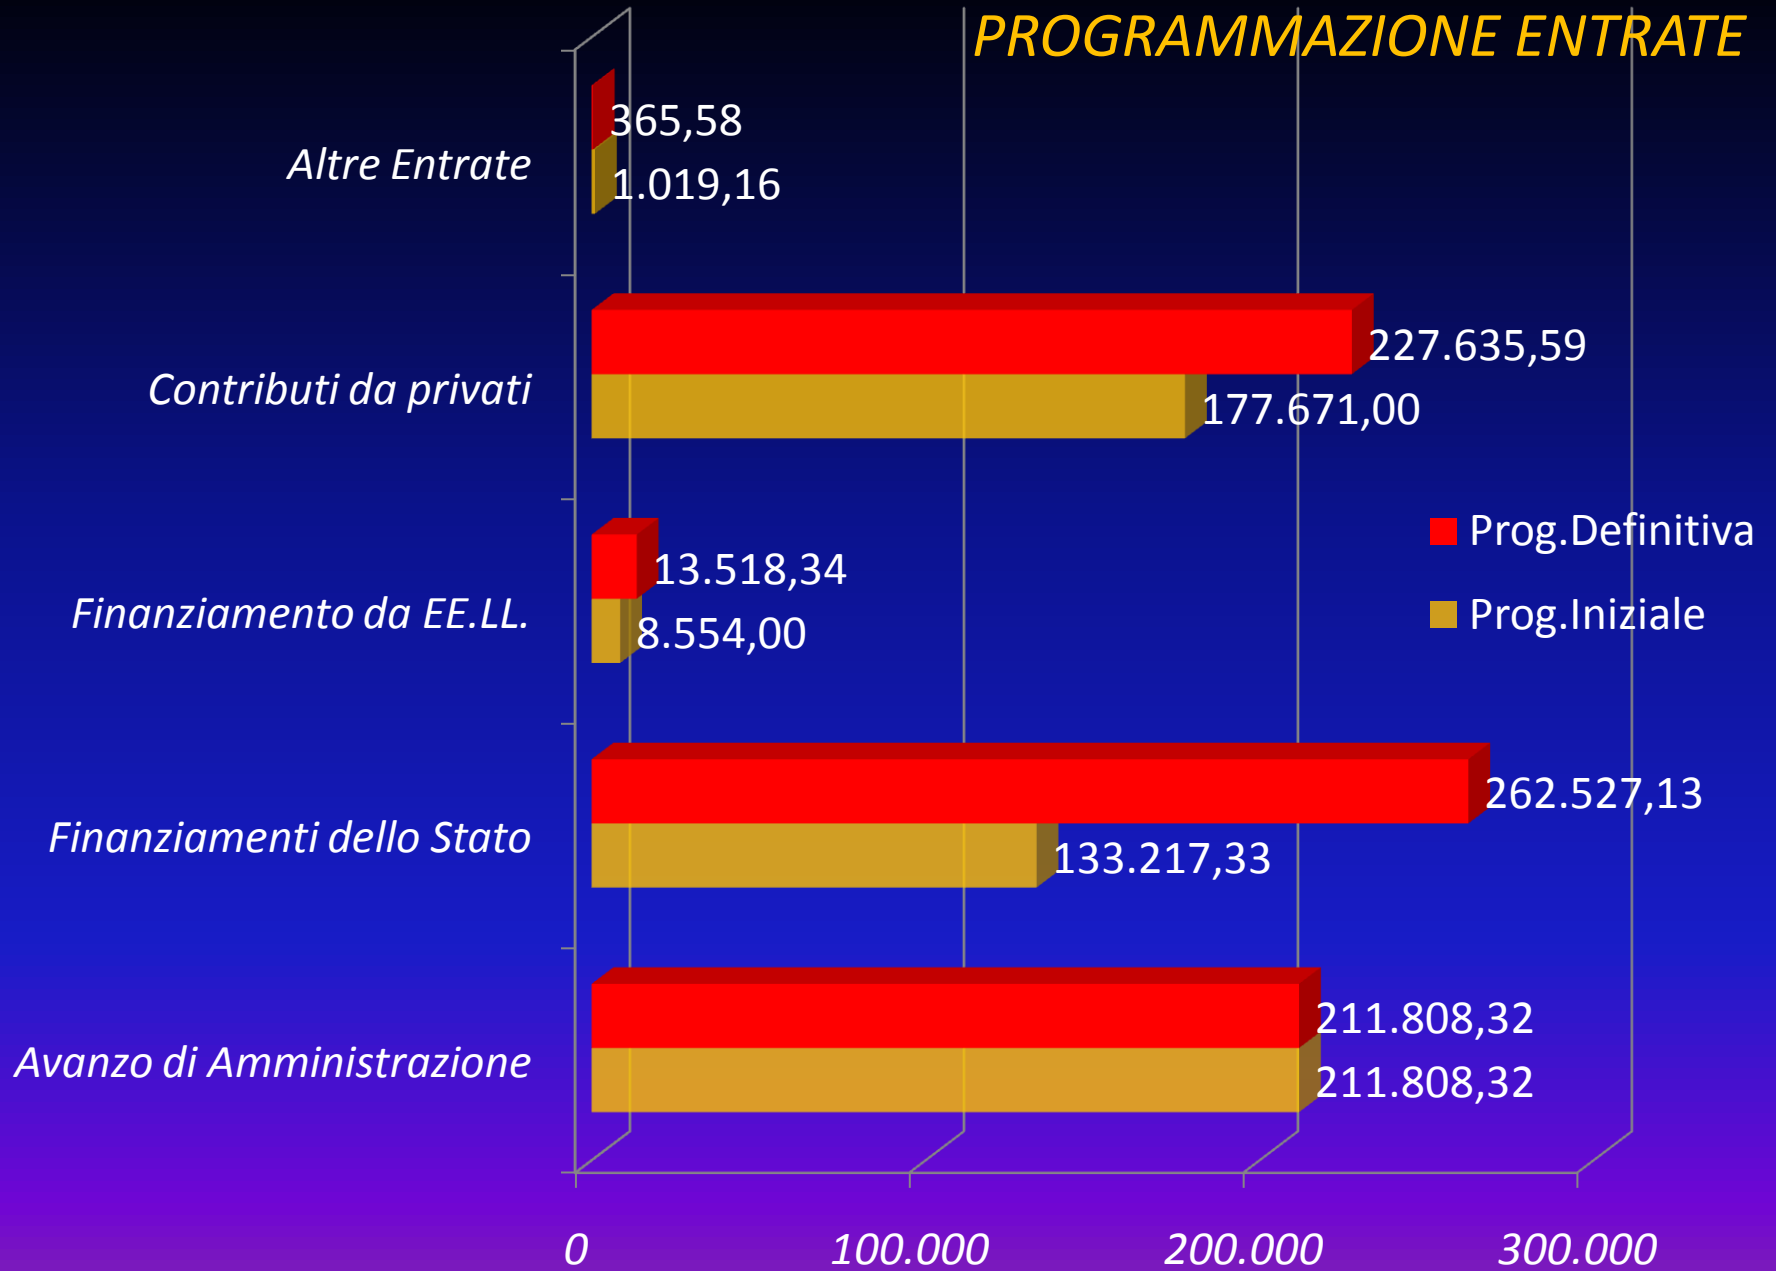 PROGRAMMAZIONE ENTRATE
Altre Entrate
365,58
1.019,16
Contributi da privati
227.635,59
177.671,00
Finanziamento da EE.LL.
13.518,34
8.554,00
Finanziamenti dello Stato
262.527,13
133.217,33
Avanzo di Amministrazione
211.808,32
211.808,32
Prog.Definitiva
Prog.Iniziale
0 100.000 200.000 300.000